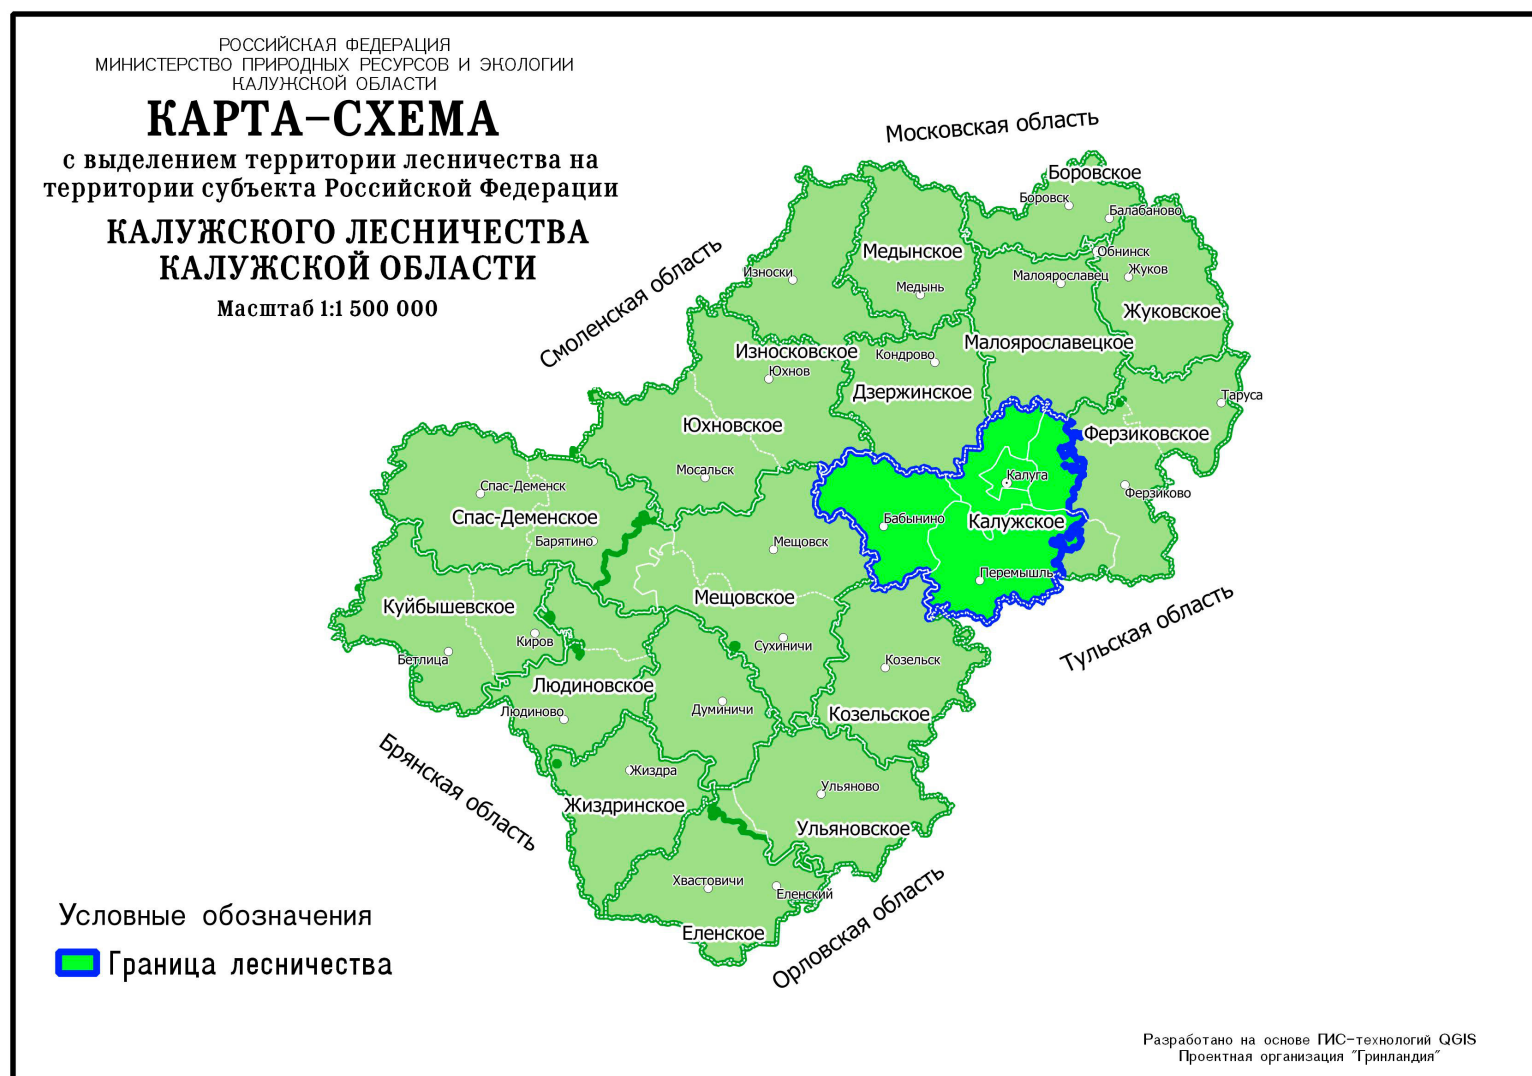 РОССИЙСКАЯ ФЕДЕРАЦИЯ
МИНИСТЕРСТВО ПРИРОДНЫХ РЕСУРСОВ И ЭКОЛОГИИ
КАЛУЖСКОЙ ОБЛАСТИ
КАРТА-СХЕМА
с выделением территории лесничества на
территории субъекта Российской Федерации
КАЛУЖСКОГО ЛЕСНИЧЕСТВА
КАЛУЖСКОЙ ОБЛАСТИ
Масштаб 1:1 500 000
Московская область
Смоленская область
Боровское
Боровск
Балабаново
Медынское
Обнинск
Износки
Малоярославец
Жуков
Медынь
Жуковское
Износковское
Кондрово
Малоярославецкое
Юхнов
Дзержинское
Таруса
Юхновское
Ферзиковское
Мосальск
Калуга
Спас-Деменск
Ферзиково
Спас-Деменское
Бабынино
Калужское
Барятино
Мещовск
Перемышль
Мещовское
Куйбышевское
Тульская область
Киров
Сухиничи
Бетлица
Козельск
Людиновское
Людиново
Думиничи
Козельское
Брянская область
Жиздра
Ульяново
Жиздринское
Ульяновское
Хвастовичи
Еленский
Еленское
Орловская область
Условные обозначения
Граница лесничества
Разработано на основе ГИС-технологий QGIS
Проектная организация "Гринландия"